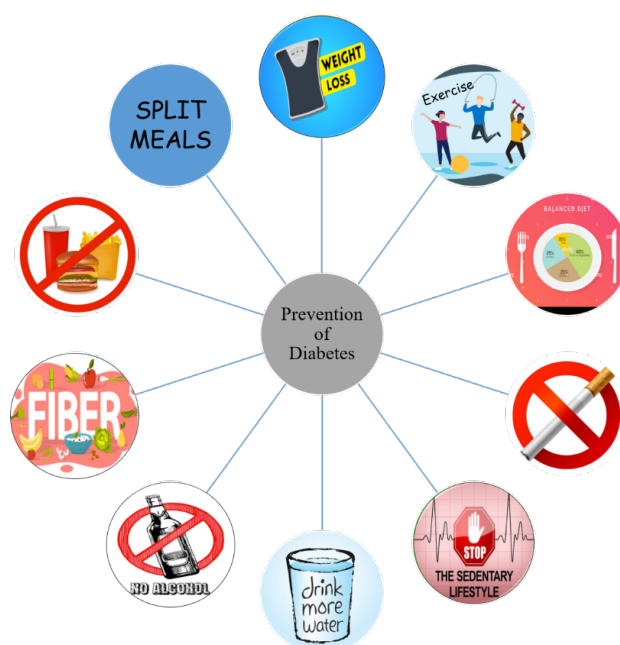 WEIGHT
LOSS
SPLIT
MEALS
Exercise
BALANCED DIET
Prevention
of
Diabetes
FIBER
STOP
THE SEDENTARY
LIFESTYLE
NO ALCOHOL
drink
more
water